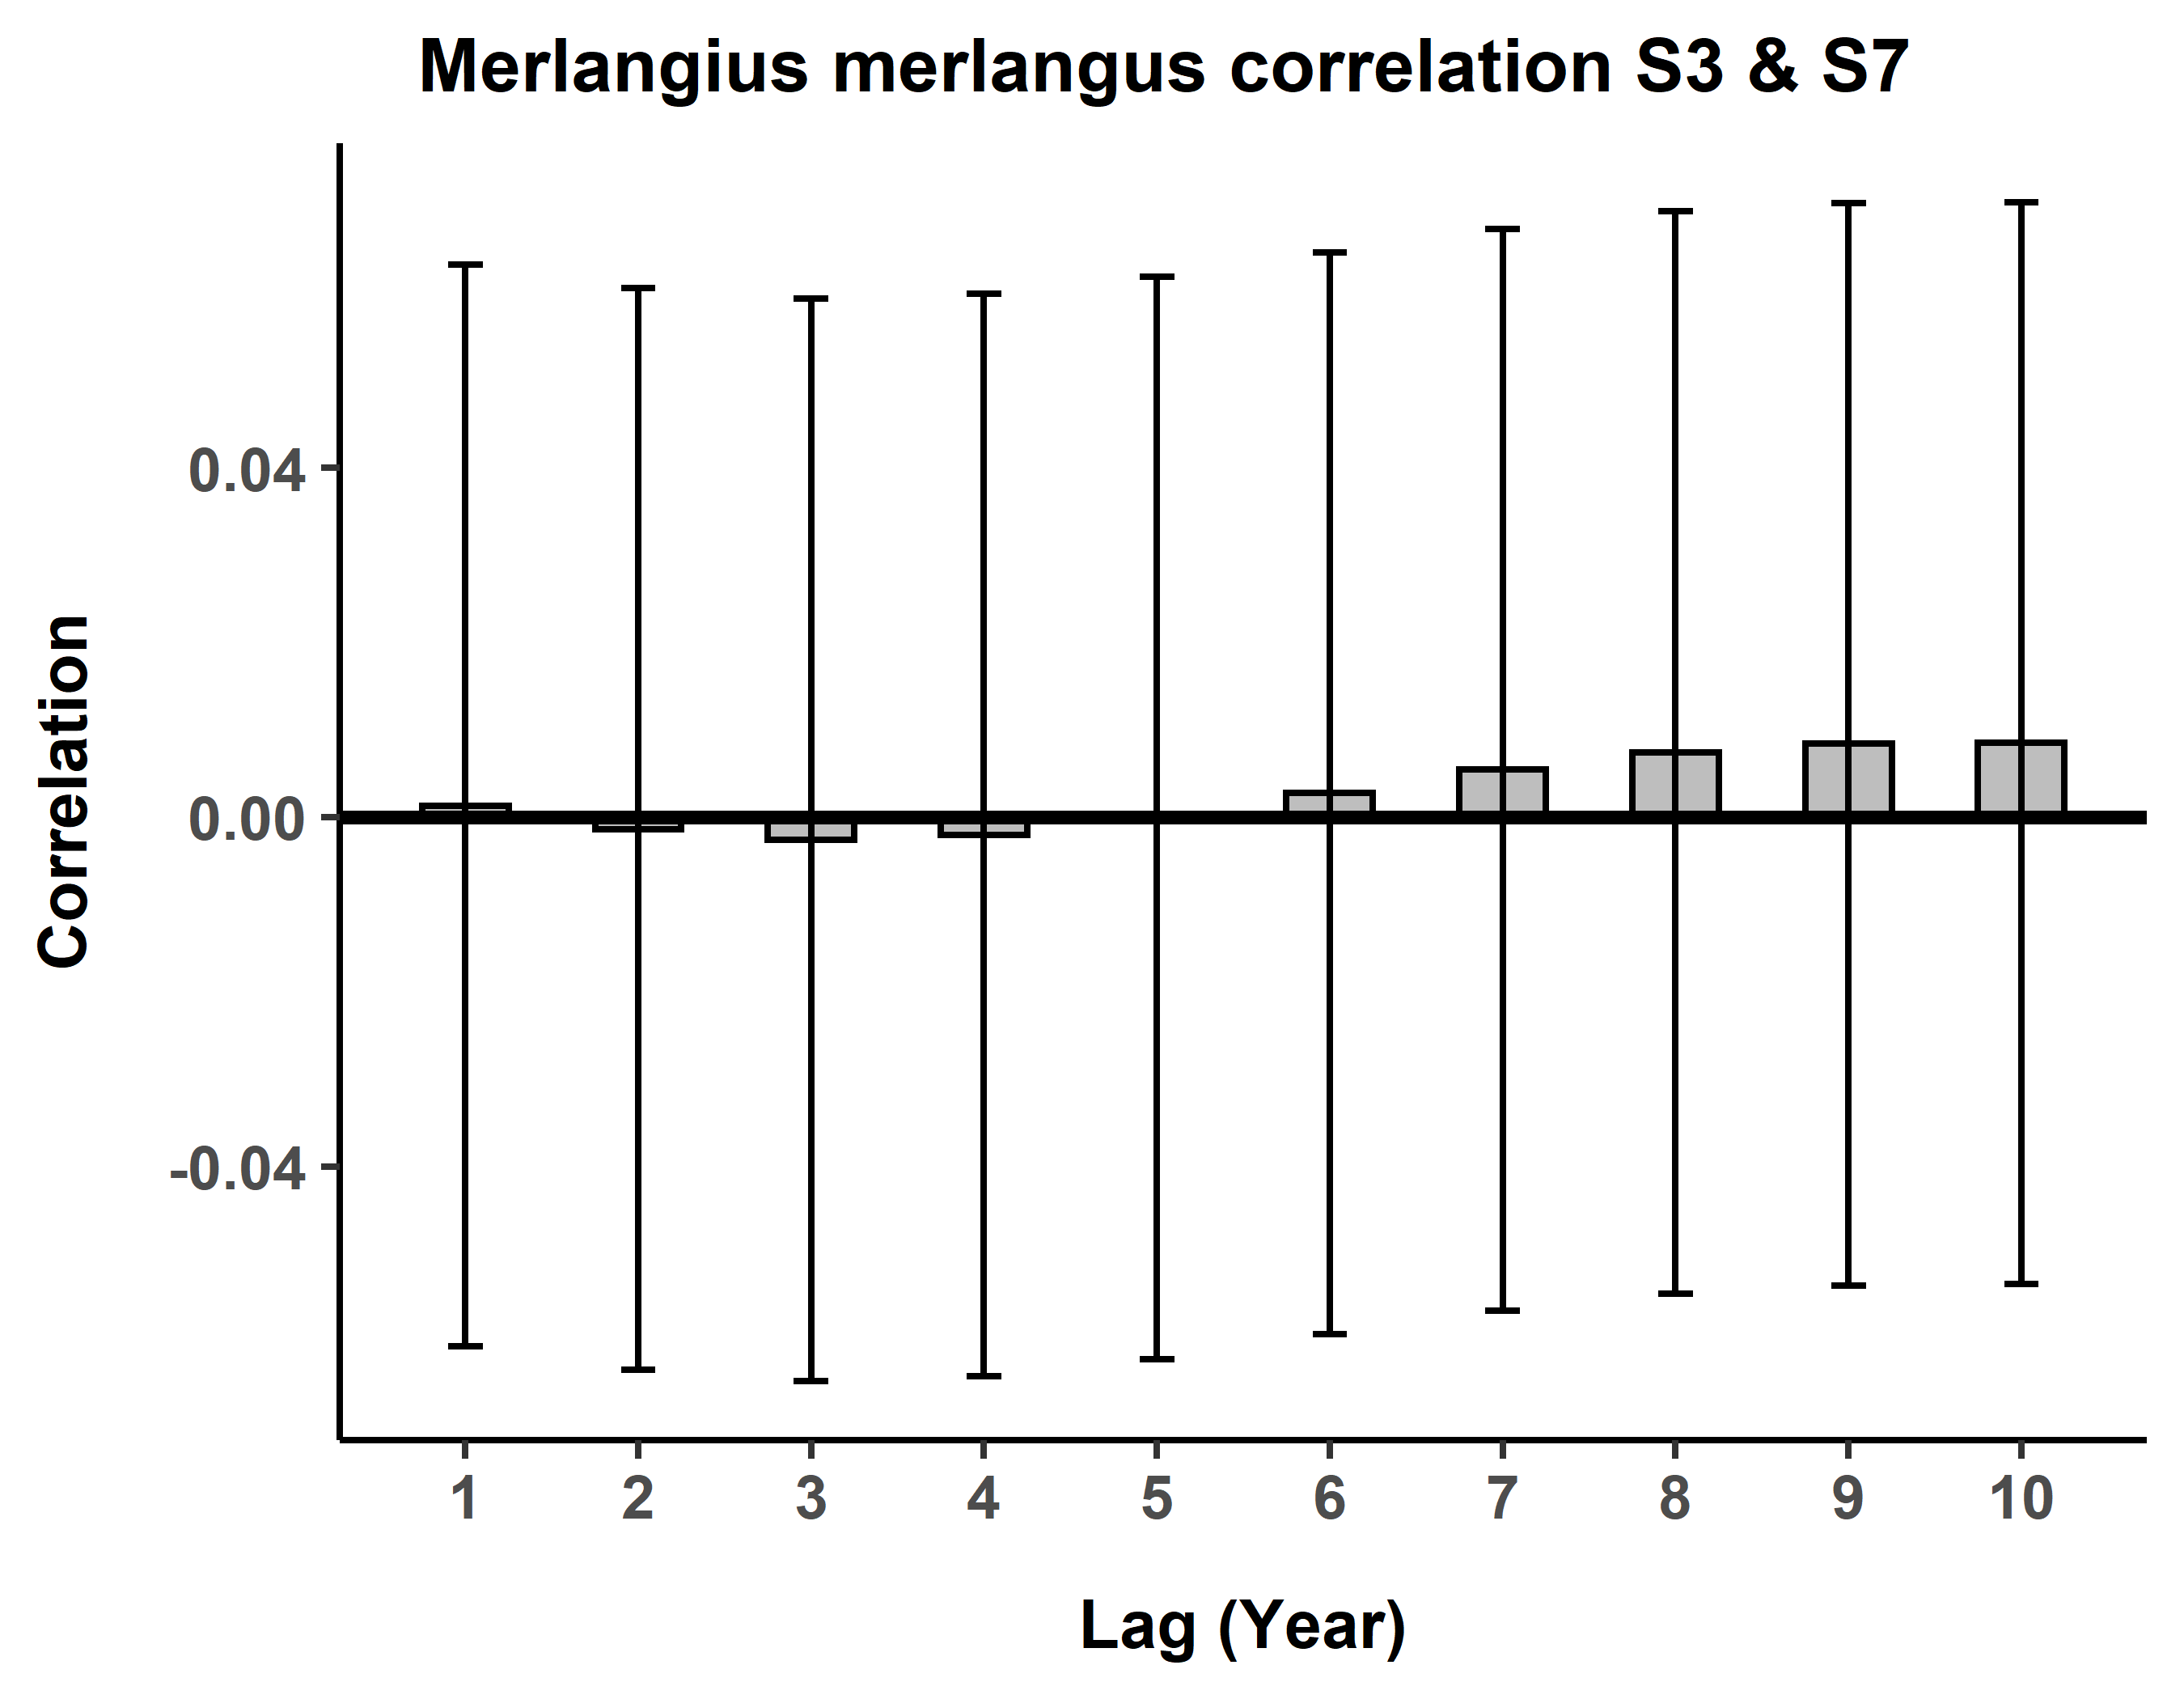 Merlangius merlangus correlation S3 & S7
Correlation
0.04
0.00
-0.04
1 2 3 4 5 6 7 8 9 10
Lag (Year)